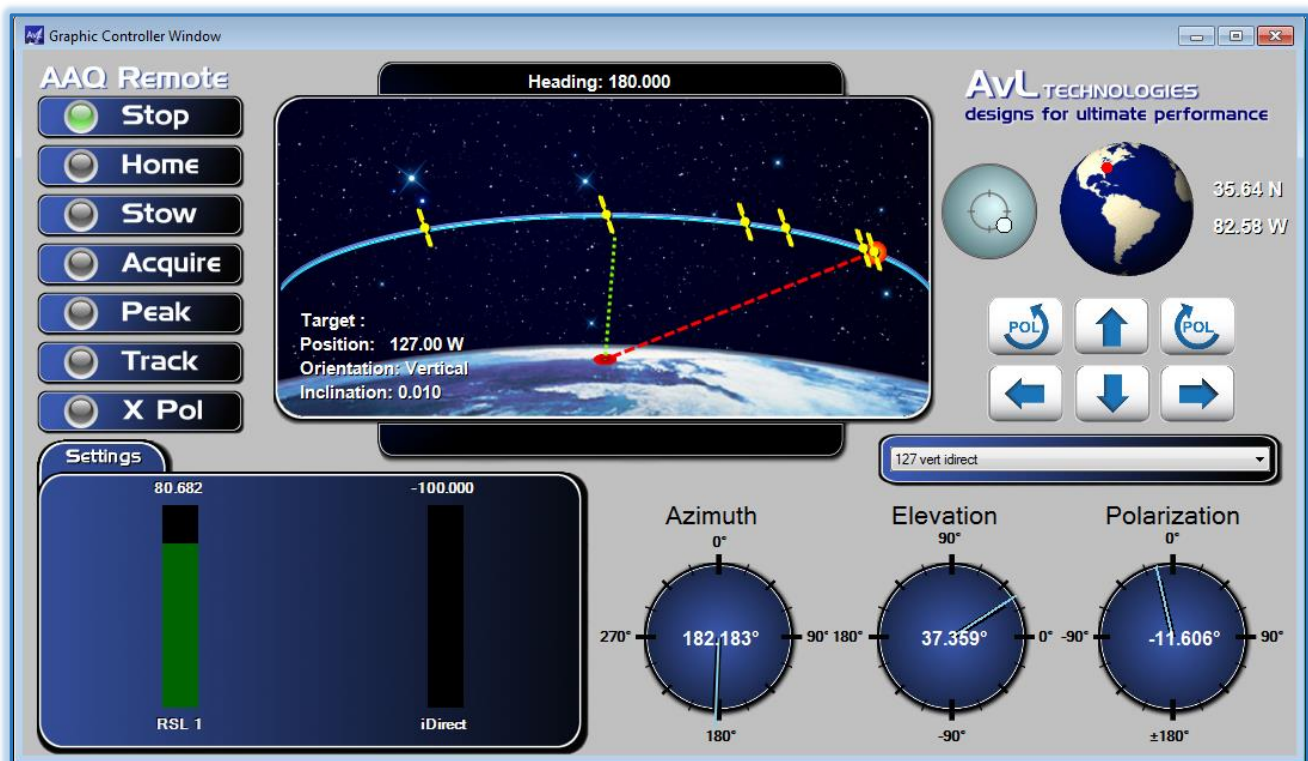 Graphic Controller Window
AAQ Remote
Stop
Home
Stow
Acquire
Peak
Track
X Pol
Heading: 180.000
Target :
Position: 127.00 W
Orientation: Vertical
Inclination: 0.010
AvL TECHNOLOGIES
designs for ultimate performance
35.64 N
82.58 W
POL
POL
127 vert idirect
Settings
80.682
-100.000
RSL 1
iDirect
Azimuth
0°
270°
182.183°
90°
180°
Elevation
90°
180°
37.359°
0°
-90°
Polarization
0°
-90°
-11.606°
90°
±180°